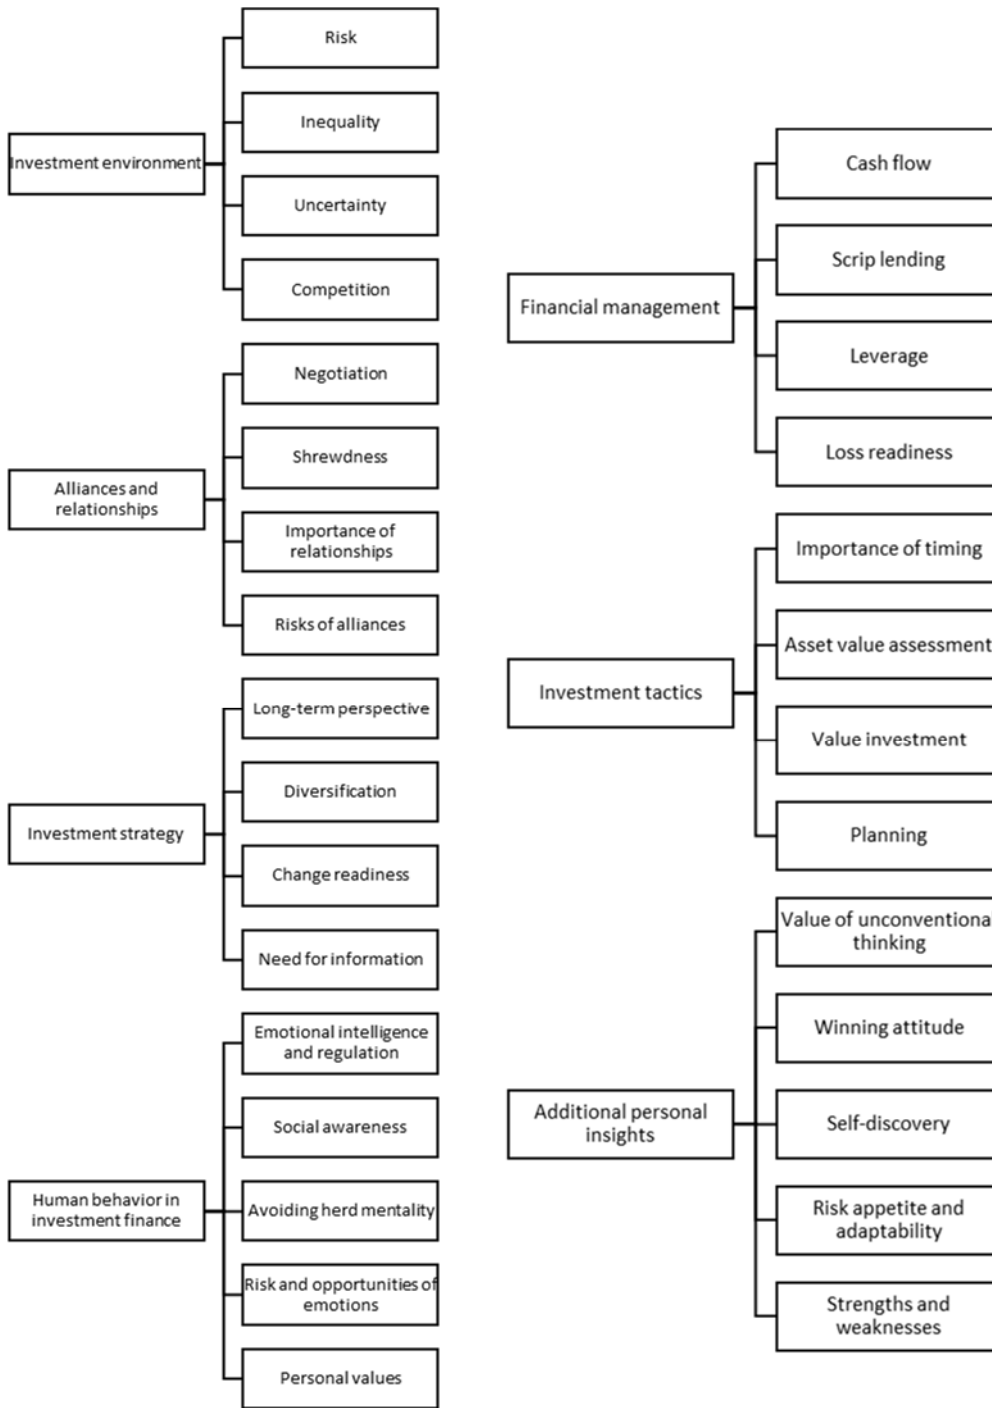 Investment environment
Risk
Inequality
Uncertainty
Competition
Alliances and
relationships
Negotiation
Shrewdness
Importance of
relationships
Risks of alliances
Investment strategy
Long-term perspective
Diversification
Change readiness
Need for information
Human behavior in
investment finance
Emotional intelligence
and regulation
Social awareness
Avoiding herd mentality
Risk and opportunities of
emotions
Personal values
Financial management
Cash flow
Scrip lending
Leverage
Loss readiness
Investment tactics
Importance of timing
Asset value assessment
Value investment
Planning
Additional personal
insights
Value of unconventional
thinking
Winning attitude
Self-discovery
Risk appetite and
adaptability
Strengths and
weaknesses